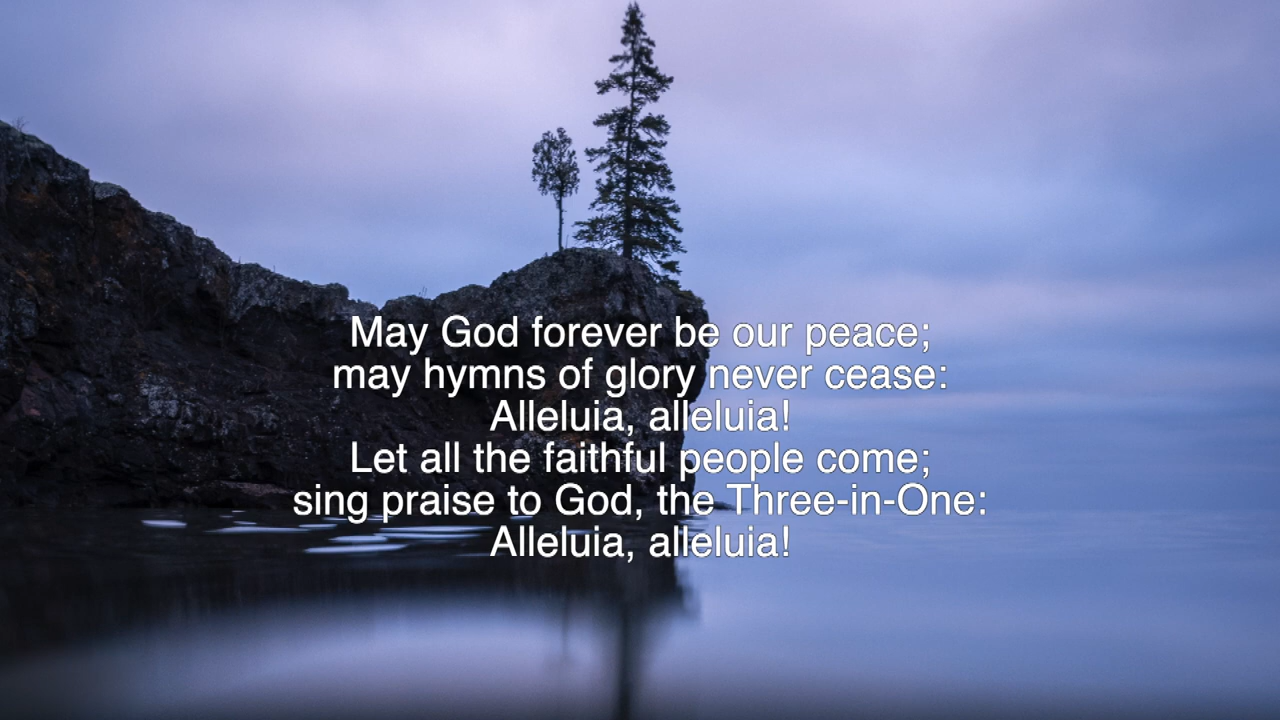 May God forever be our peace;
may hymns of glory never cease:
Alleluia, alleluia!
Let all the faithful people come;
sing praise to God, the Three-in-One:
Alleluia, alleluia!